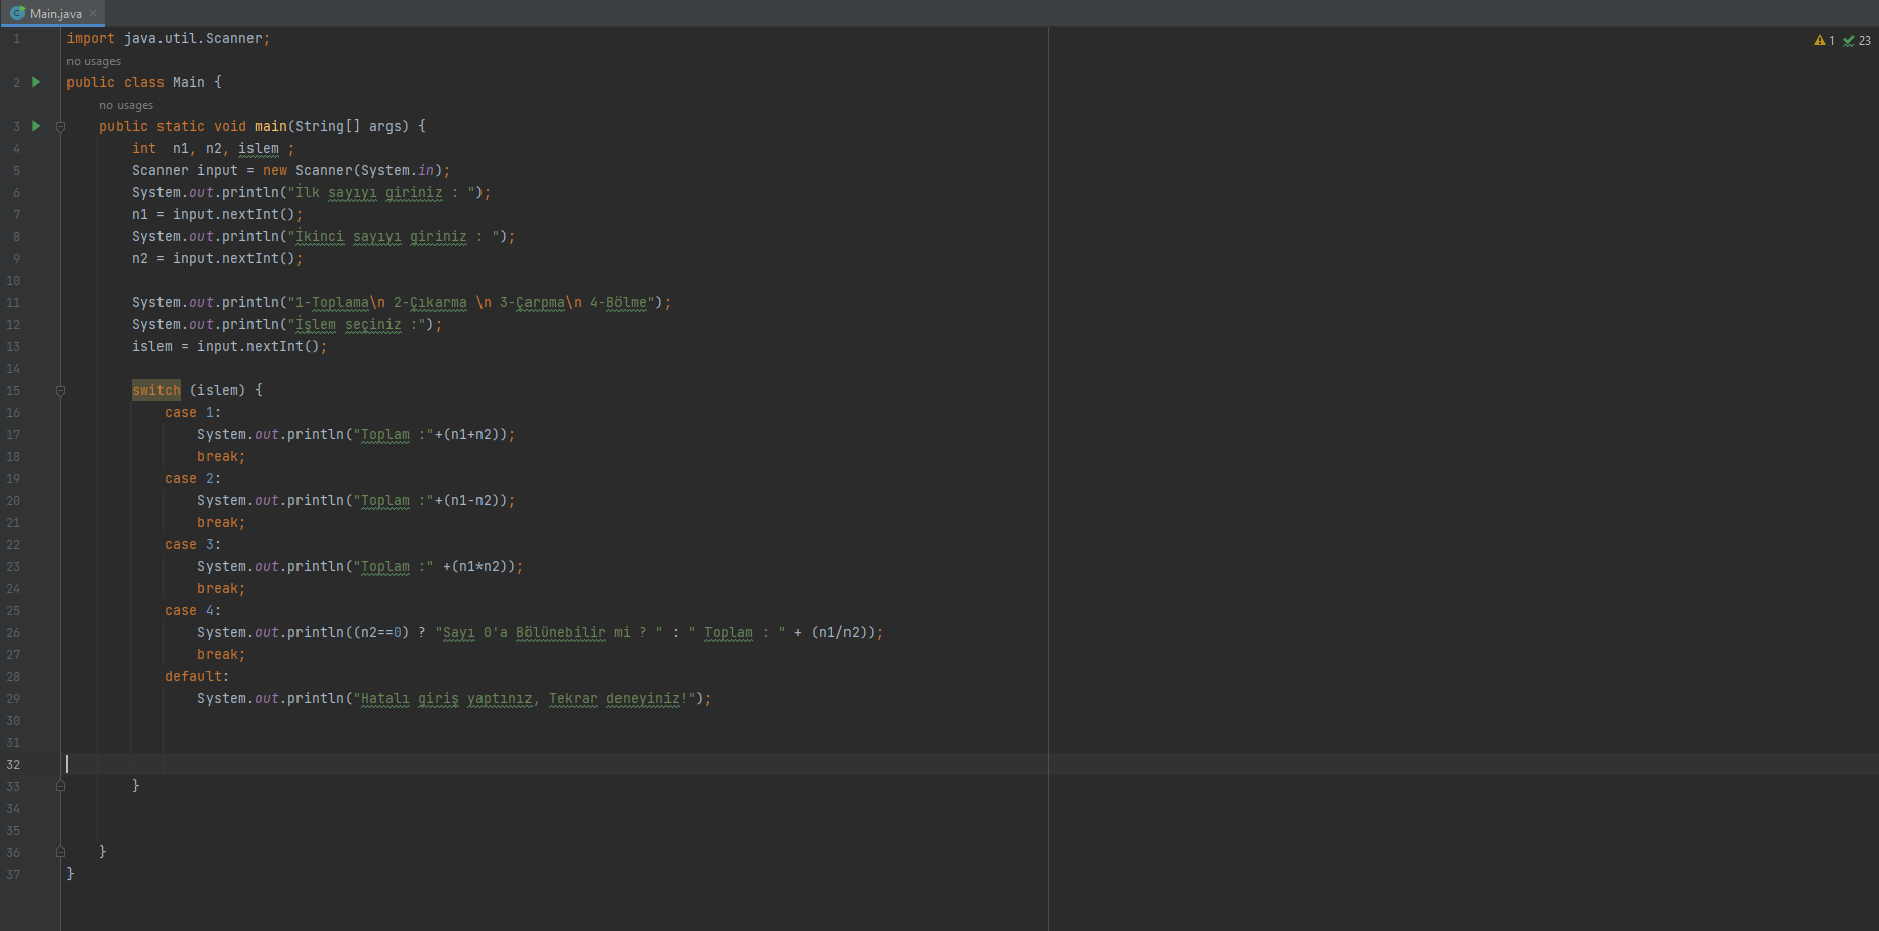 Main.java
1 import java.util.Scanner;
1 23
no usages
2 public class Main {
no usages
3 public static void main(String[] args) {
4 int  n1, n2, islem ;
5 Scanner input = new Scanner(System.in);
6 System.out.println("İlk sayıyı giriniz : ");
7 n1 = input.nextInt();
8 System.out.println("İkinci sayıyı giriniz : ");
9 n2 = input.nextInt();
10
11 System.out.println("1-Toplama\n 2-Çıkarma \n 3-Çarpma\n 4-Bölme");
12 System.out.println("İşlem seçiniz :");
13 islem = input.nextInt();
14
15 switch (islem) {
16 case 1:
17 System.out.println("Toplam :"+(n1+n2));
18 break;
19 case 2:
20 System.out.println("Toplam :"+(n1-n2));
21 break;
22 case 3:
23 System.out.println("Toplam :" +(n1*n2));
24 break;
25 case 4:
26 System.out.println((n2==0) ? "Sayı 0'a Bölünebilir mi ? " : " Toplam : " + (n1/n2));
27 break;
28 default:
29 System.out.println("Hatalı giriş yaptınız, Tekrar deneyiniz!");
30
31
32
33 }
34
35
36 }
37 }